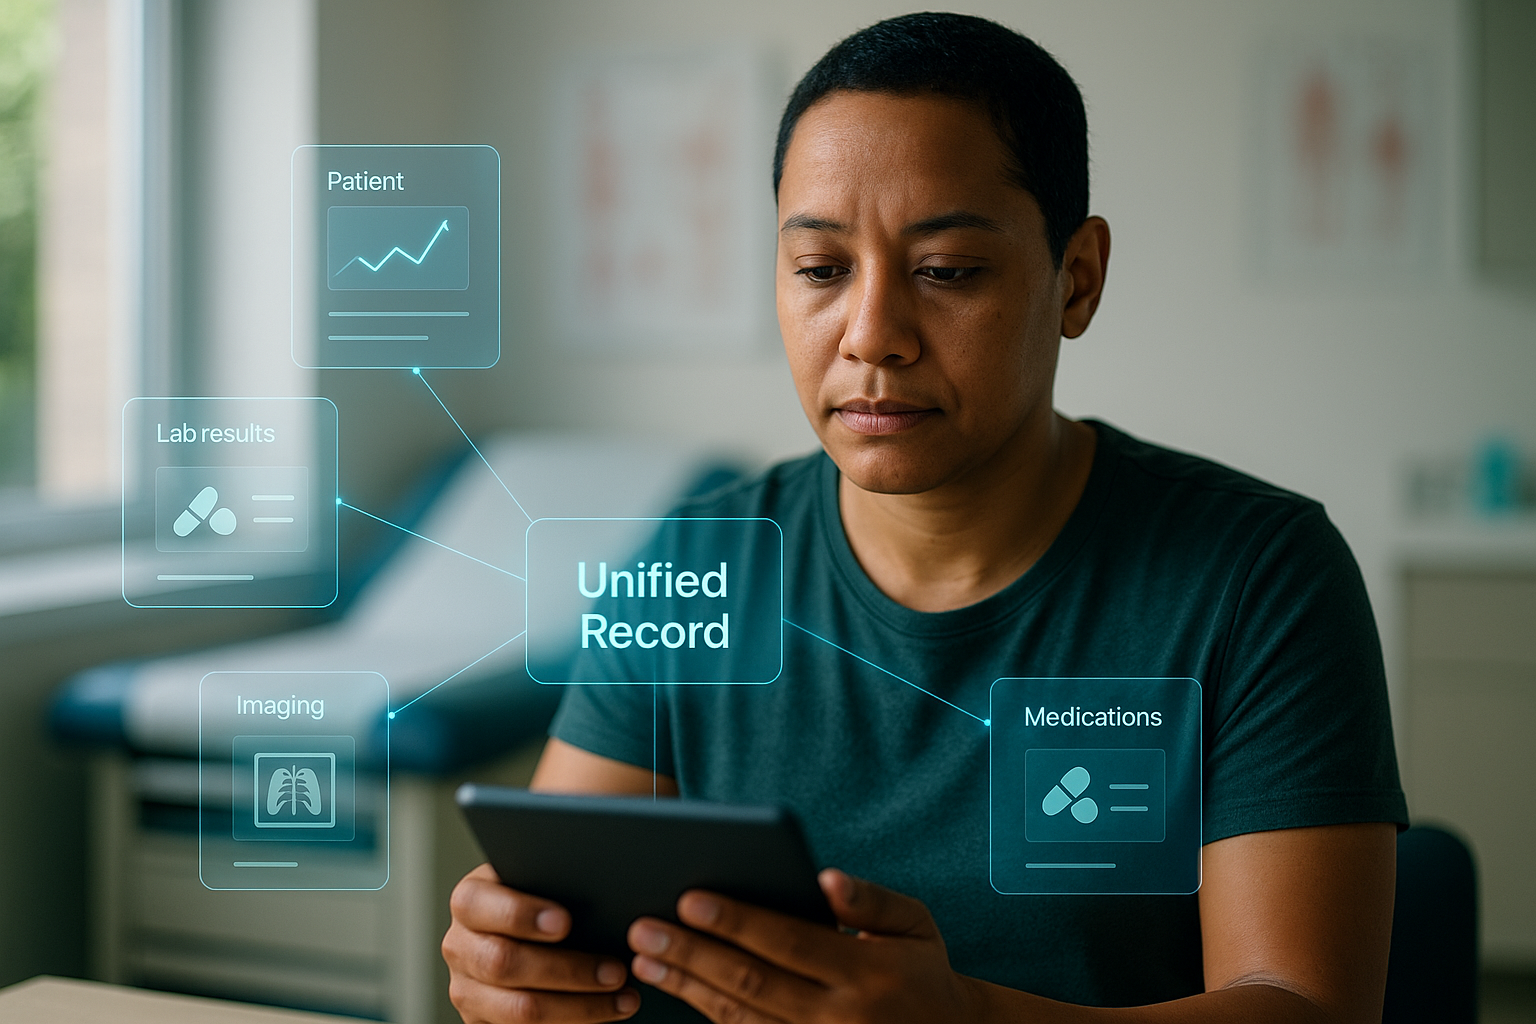 Patient
Lab results
Unified
Record
Imaging
Medications